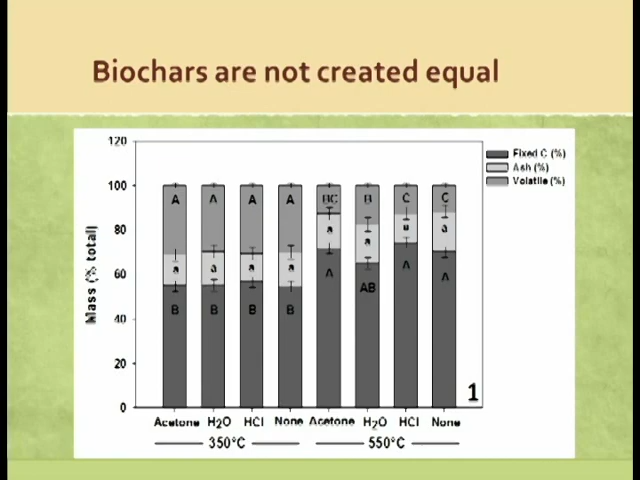 Biochars are not created equal
120
100
80
60
40
20
0
Mass (% total)
Fixed C (%)
Ash (%)
Volatile (%)
A A A A BC B C C
a a a a a a a a
B B B B A AB A A
1
Acetone H2O HCl None Acetone H2O HCl None
350°C 550°C